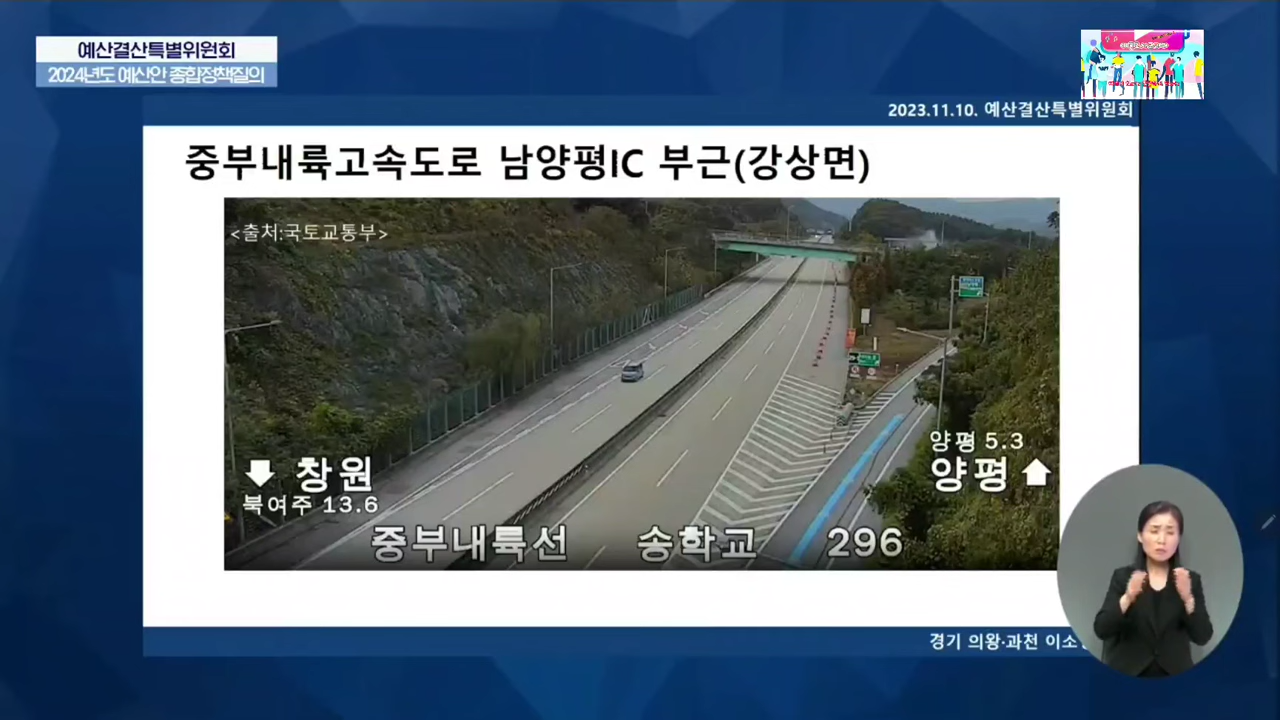 예산결산특별위원회
2024년도 예산안 종합정책질의
2023.11.10. 예산결산특별위원회
중부내륙고속도로 남양평IC 부근(강상면)
<출처:국토교통부>
양평 5.3
창원
양평
북여주 13.6
중부내륙선 송학교 296
경기 의왕·과천 이소